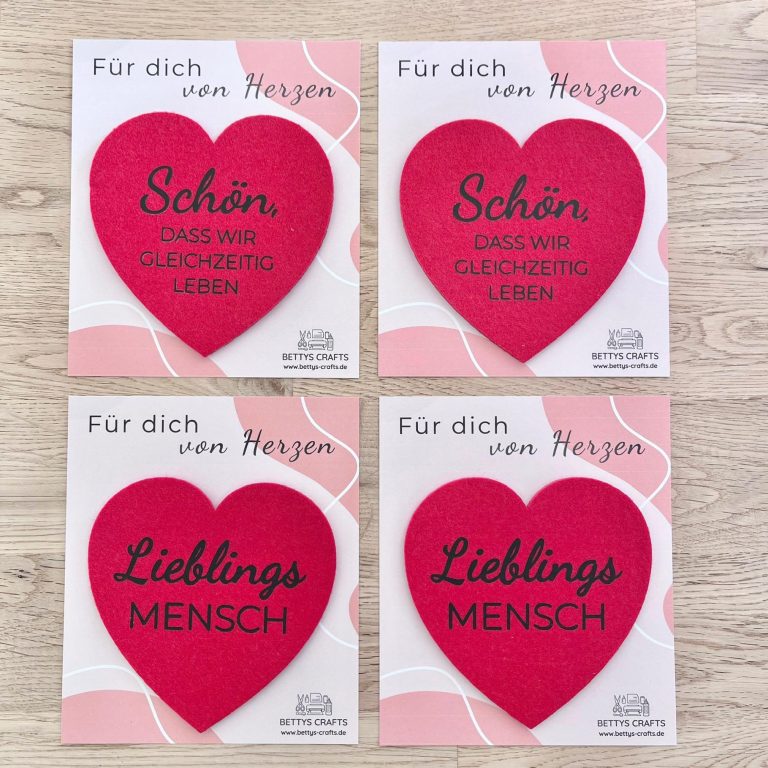 Für dich
von Herzen
Schön,
DASS WIR
GLEICHZEITIG
LEBEN
BETTYS CRAFTS
www.bettys-crafts.de
Für dich
von Herzen
Schön,
DASS WIR
GLEICHZEITIG
LEBEN
BETTYS CRAFTS
www.bettys-crafts.de
Für dich
von Herzen
Lieblings
MENSCH
BETTYS CRAFTS
www.bettys-crafts.de
Für dich
von Herzen
Lieblings
MENSCH
BETTYS CRAFTS
www.bettys-crafts.de